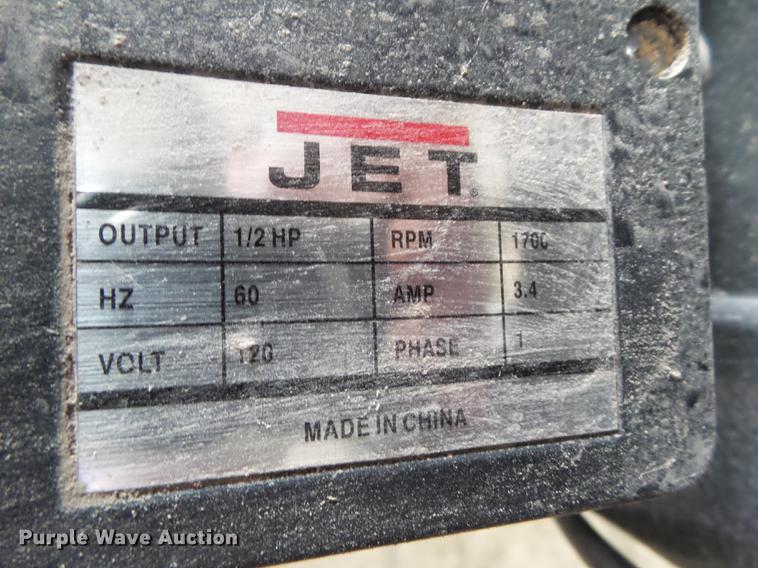 JET®
OUTPUT 1/2 HP RPM 1700
HZ 60 AMP 3.4
VOLT 120 PHASE 1
MADE IN CHINA
Purple Wave Auction